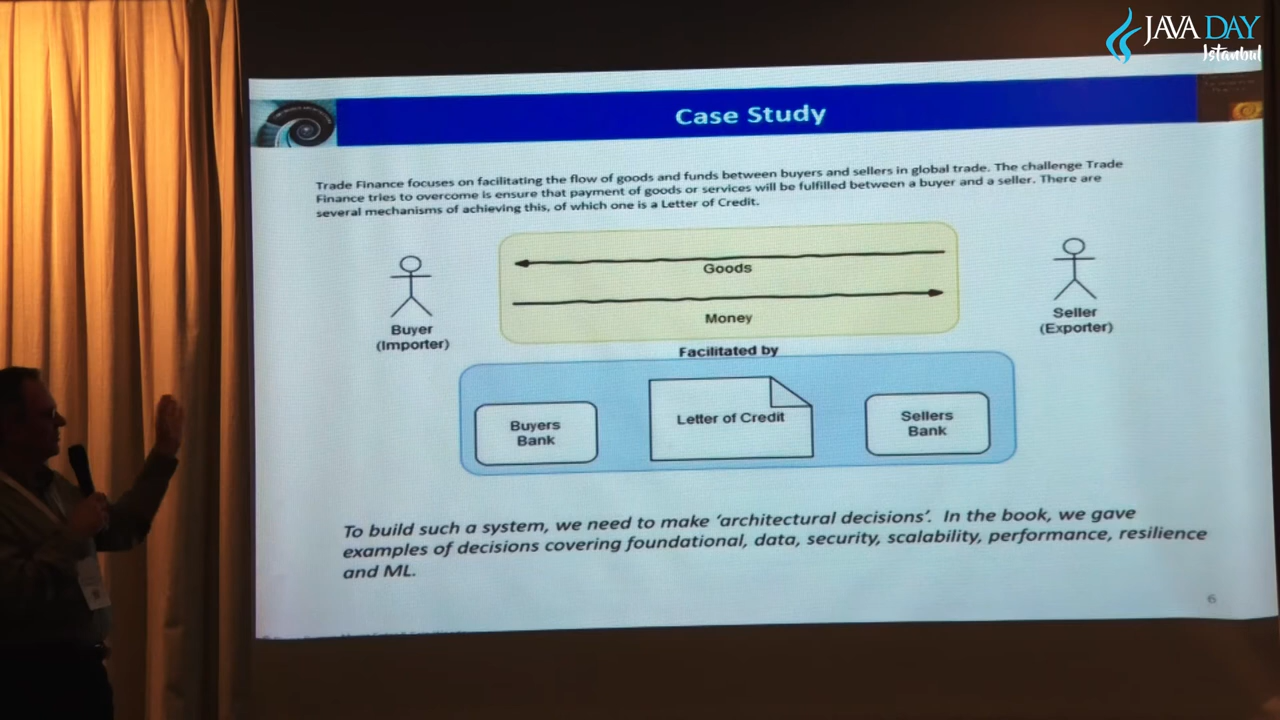 JAVA DAY
Istanbul
Case Study
Trade Finance focuses on facilitating the flow of goods and funds between buyers and sellers in global trade. The challenge Trade
Finance tries to overcome is ensure that payment of goods or services will be fulfilled between a buyer and a seller. There are
several mechanisms of achieving this, of which one is a Letter of Credit.
Goods
Money
Buyer
(Importer)
Seller
(Exporter)
Facilitated by
Buyers
Bank
Letter of Credit
Sellers
Bank
To build such a system, we need to make ‘architectural decisions’. In the book, we gave
examples of decisions covering foundational, data, security, scalability, performance, resilience
and ML.
6